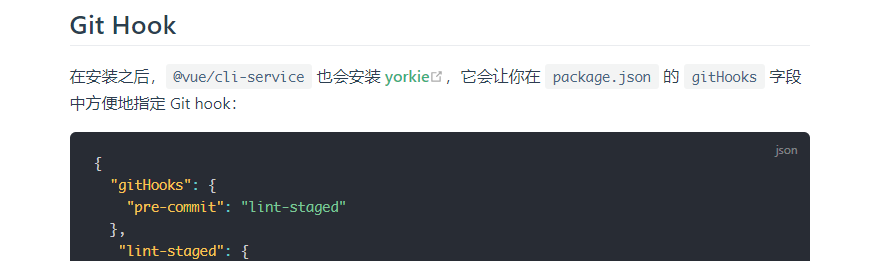 Git Hook
在安装之后，@vue/cli-service 也会安装 yorkie，它会让你在 package.json 的 gitHooks 字段
中方便地指定 Git hook：
json
{
  "gitHooks": {
    "pre-commit": "lint-staged"
  },
   "lint-staged": {